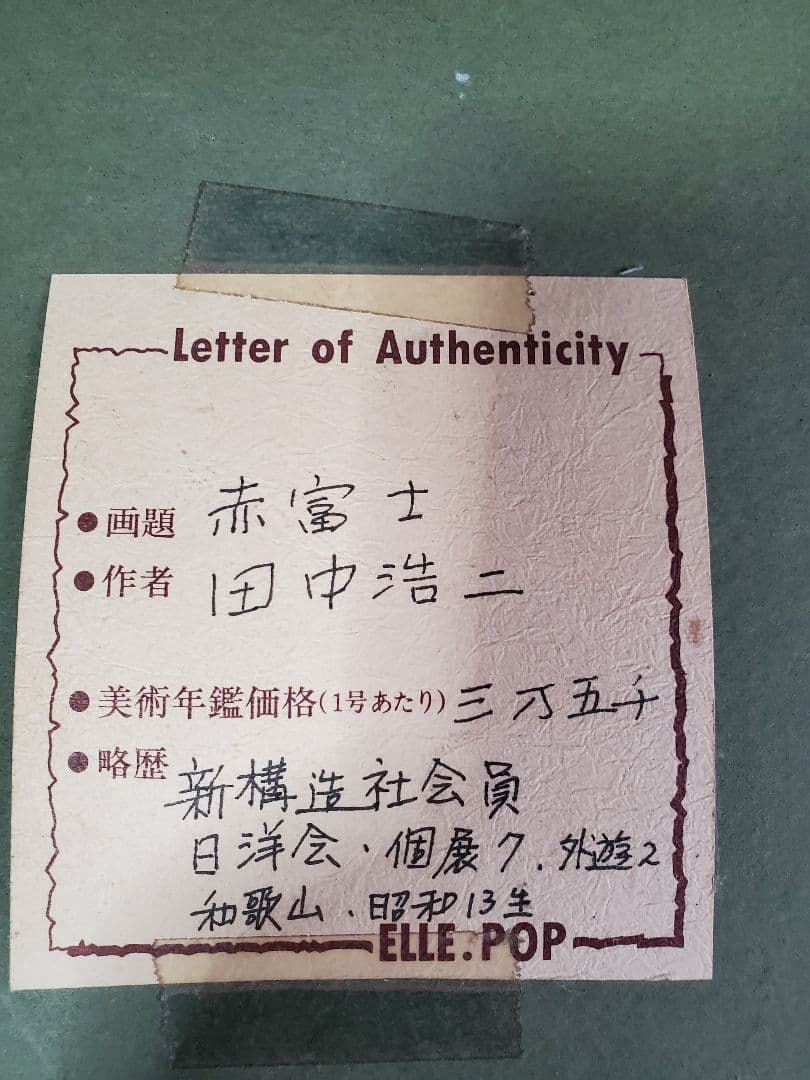 Letter of Authenticity
●画題 赤富士
●作者 田中浩二
●美術年鑑価格(1号あたり) 三万五千
●略歴 新構造社会員
日洋会・個展7.外遊2
和歌山・昭和13生
ELLE.POP